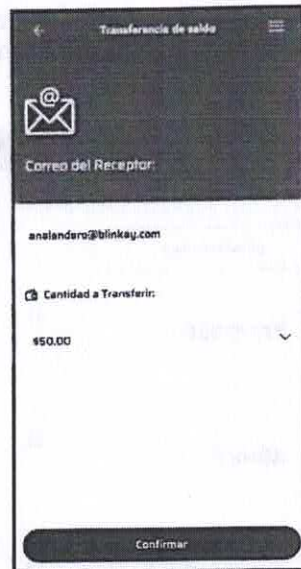 Transferencia de saldo
@
Correo del Receptor:
analandero@blinkay.com
Cantidad a Transferir:
$50.00
Confirmar